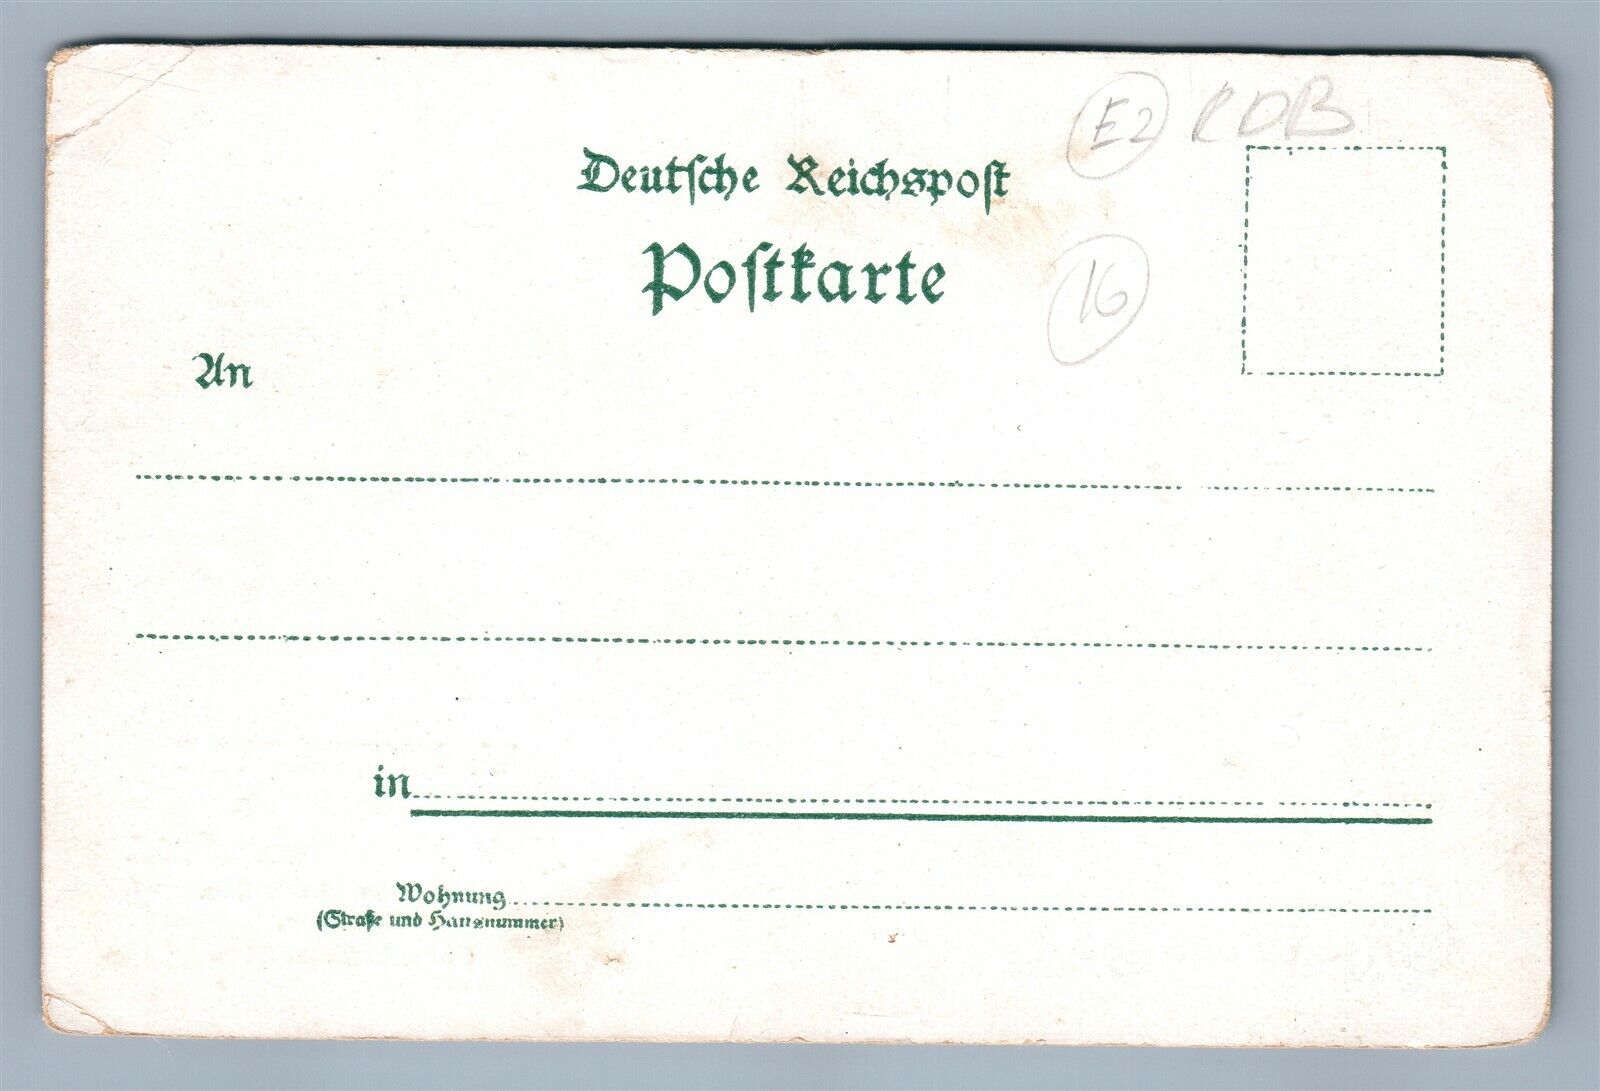 E2 RDB
Deutsche Reichspost
Postkarte
16
An
in
Wohnung
(Straße und Hausnummer)